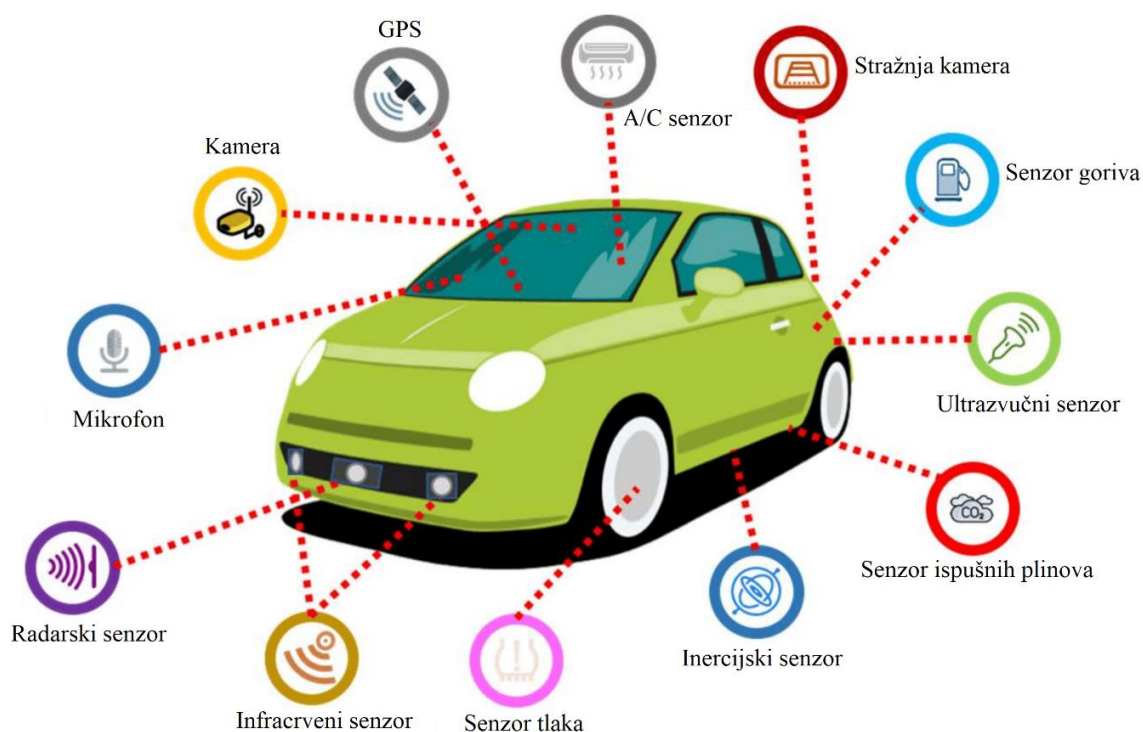 GPS
A/C senzor
Stražnja kamera
Kamera
Senzor goriva
Mikrofon
Ultrazvučni senzor
CO₂
Senzor ispušnih plinova
Radarski senzor
Inercijski senzor
Infracrveni senzor
Senzor tlaka